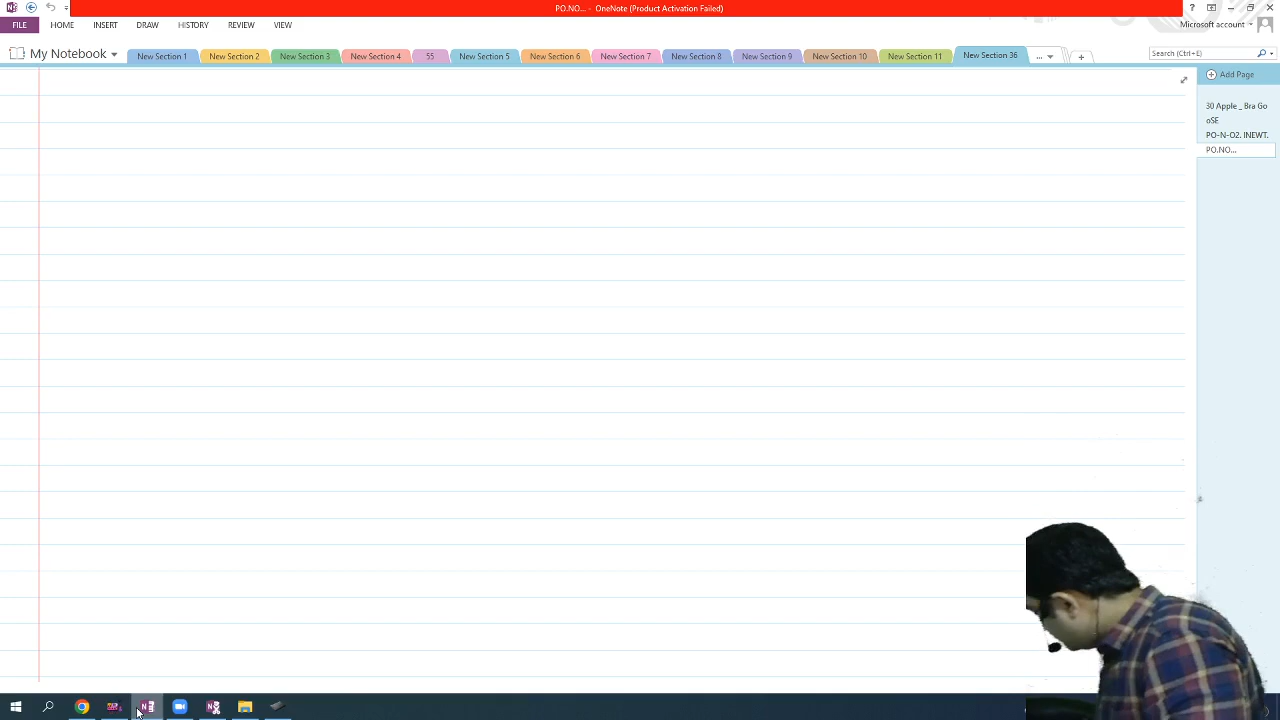 PO.NO... - OneNote (Product Activation Failed)
FILE HOME INSERT DRAW HISTORY REVIEW VIEW
Microsoft account
My Notebook
New Section 1 New Section 2 New Section 3 New Section 4 55 New Section 5 New Section 6 New Section 7 New Section 8 New Section 9 New Section 10 New Section 11 New Section 36 ...
Search (Ctrl+E)
Add Page
30 Apple _ Bra Go
oSE
PO-N-O2. INEWT.
PO.NO...